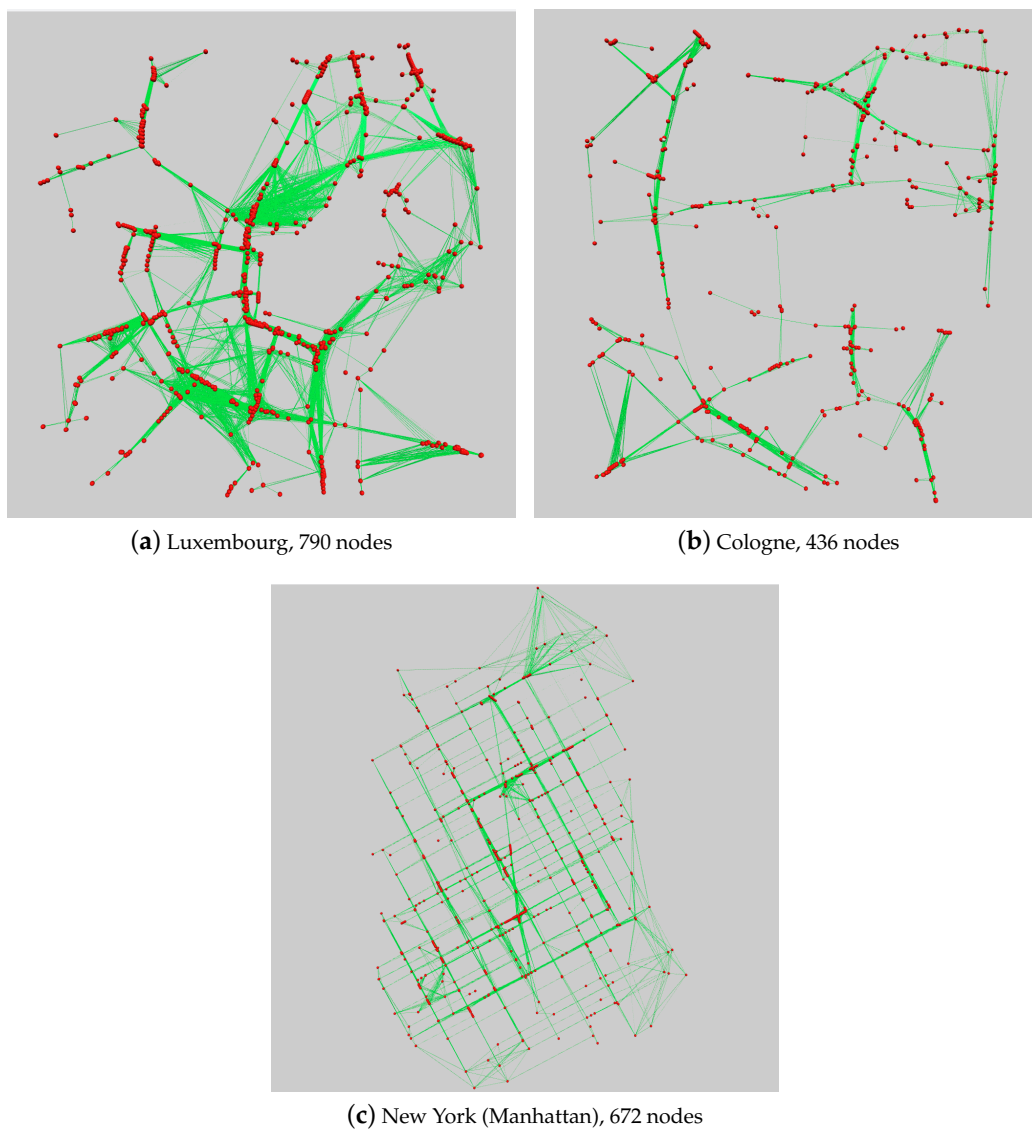 (a) Luxembourg, 790 nodes
(b) Cologne, 436 nodes
(c) New York (Manhattan), 672 nodes